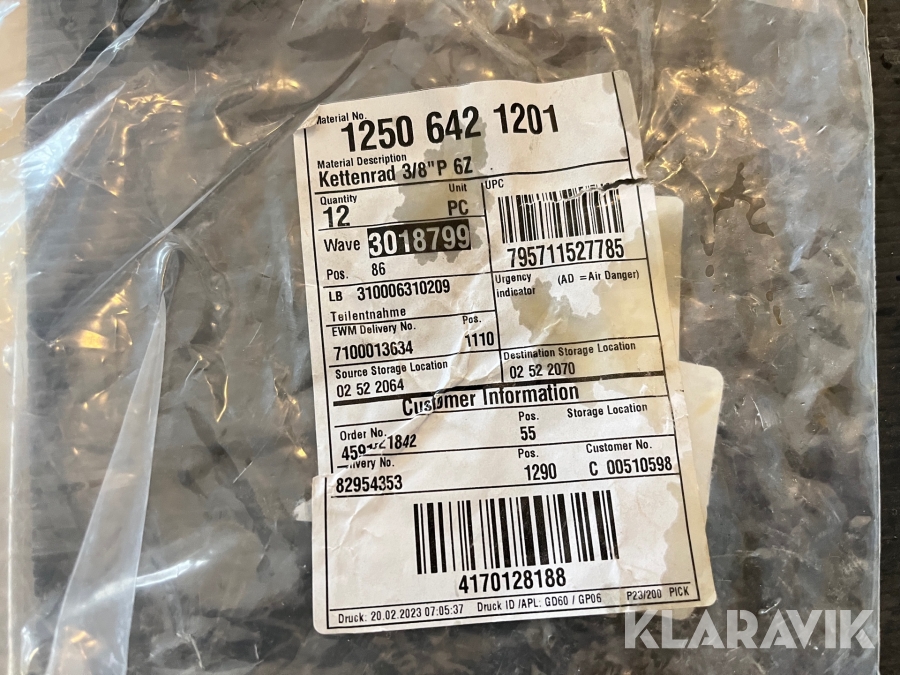 Material No.
1250 642 1201
Material Description
Kettenrad 3/8"P 6Z
Quantity Unit
12 PC
UPC
795711527785
Wave 3018799
Pos. 86
LB 310006310209
Urgency indicator (AD =Air Danger)
Teilentnahme
EWM Delivery No. Pos.
7100013634 1110
Source Storage Location
02 52 2064
Destination Storage Location
02 52 2070
Customer Information
Order No. Pos. Storage Location
55
Delivery No. Pos. Customer No.
82954353 1290 C 00510598
4170128188
Druck: 20.02.2023 07:05:37 Druck ID /APL: GD60 / GP06 P23/200 PICK
KLARAVIK